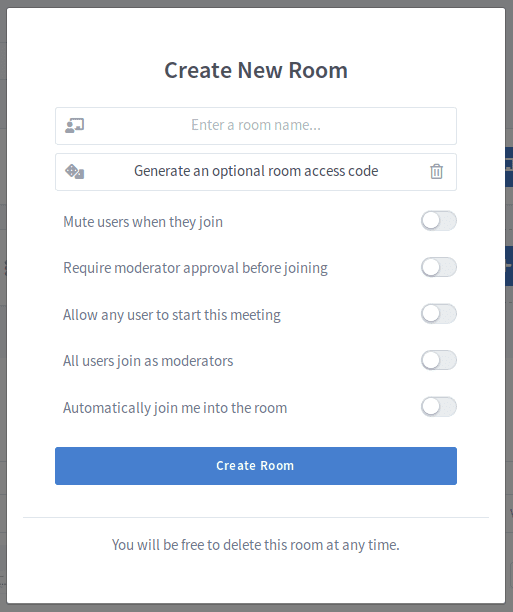 Create New Room
Enter a room name...
Generate an optional room access code
Mute users when they join
Require moderator approval before joining
Allow any user to start this meeting
All users join as moderators
Automatically join me into the room
Create Room
You will be free to delete this room at any time.